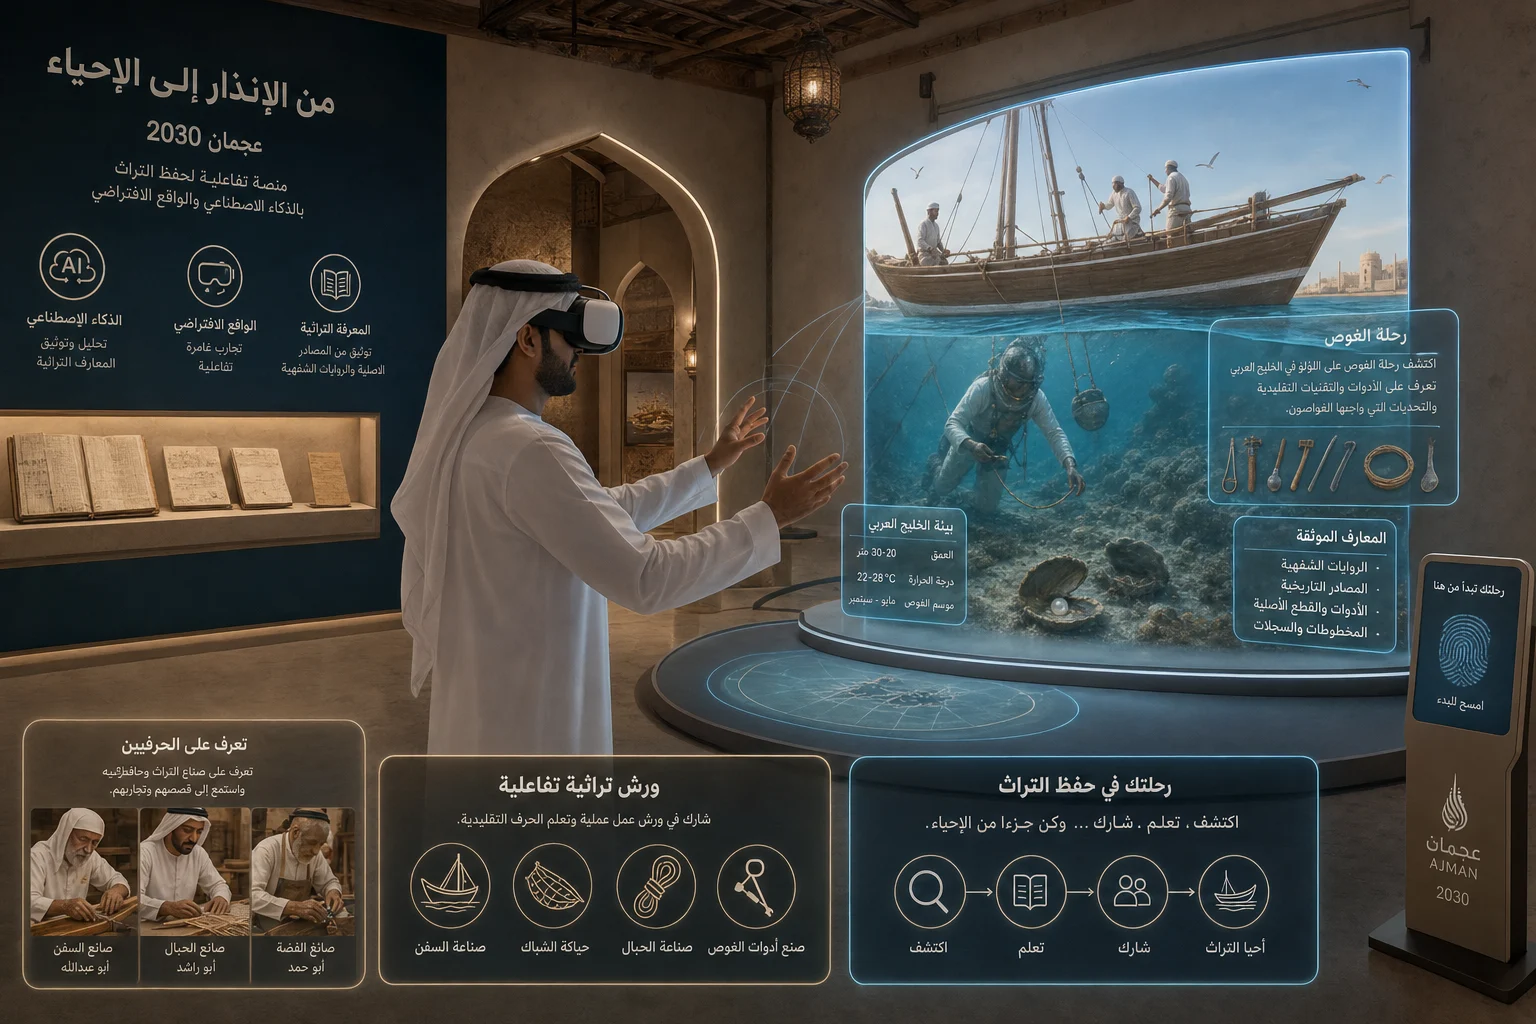 من الإنذار إلى الإحياء
عجمان 2030
منصة تفاعلية لحفظ التراث
بالذكاء الاصطناعي والواقع الافتراضي
المعرفة التراثية
توثيق من المصادر
الاصلية والروايات الشفهية
الواقع الافتراضي
تجارب غامرة
تفاعلية
الذكاء الإصطناعي
تحليل وتوثيق
المعارف التراثية
رحلة الغوص
اكتشف رحلة الغوص على اللؤلؤ في الخليج العربي
تعرف على الأدوات والتقنيات التقليدية
والتحديات التي واجهها الغواصون.
بيئة الخليج العربي
العمق 20-30 متر
درجة الحرارة 22-28 °C
موسم الغوص مايو - سبتمبر
المعارف الموثقة
· الروايات الشفهية
· المصادر التاريخية
· الأدوات والقطع الأصلية
· المخطوطات والسجلات
رحلتك تبدأ من هنا
امسح للبدء
عجمان
AJMAN
2030
رحلتك في حفظ التراث
اكتشف ، تعلم ، شارك ... وكن جزءا من الإحياء.
اكتشف
تعلم
شارك
أحيا التراث
ورش تراثية تفاعلية
شارك في ورش عمل عملية وتعلم الحرف التقليدية.
صنع أدوات الغوص
صناعة الحبال
حياكة الشباك
صناعة السفن
تعرف على الحرفيين
تعرف على صناع التراث
واستمع إلى قصصهم وتجاربهم.
صانع الفضة
أبو حمد
صانع الحبال
أبو راشد
صانع السفن
أبو عبدالله